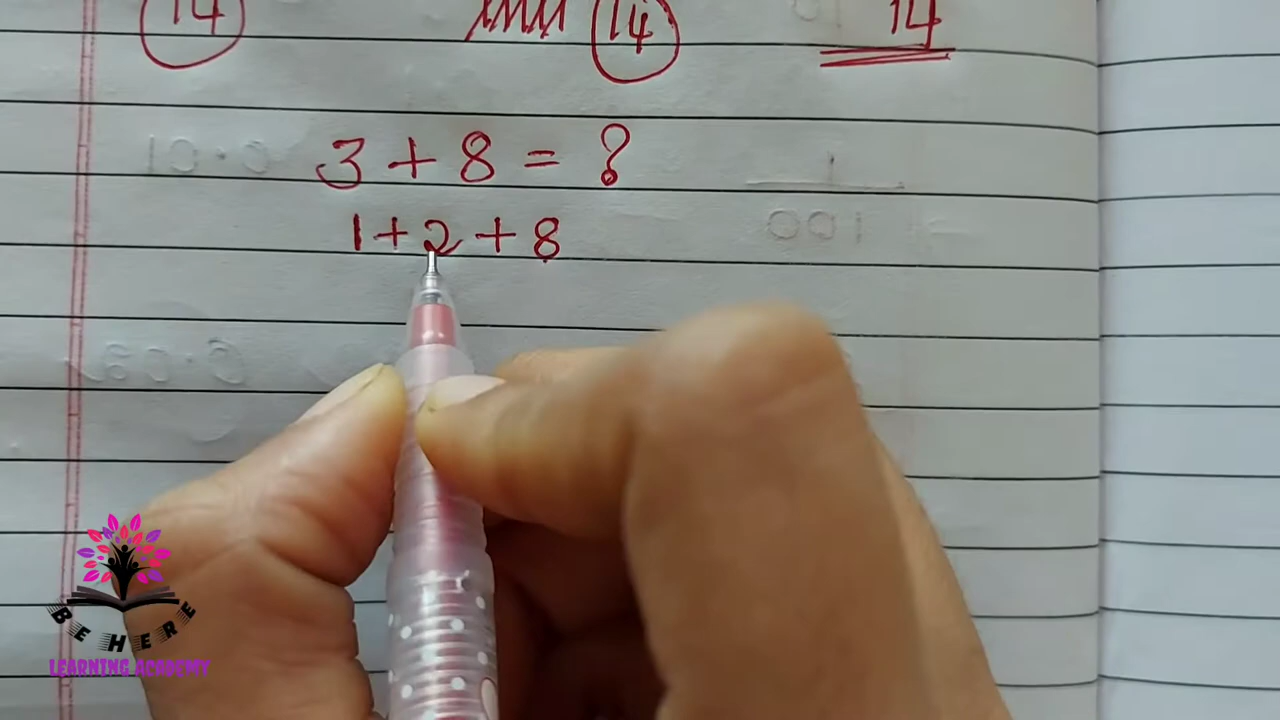 14 14 14
3 + 8 = ?
1 + 2 + 8
BE HERE
LEARNING ACADEMY